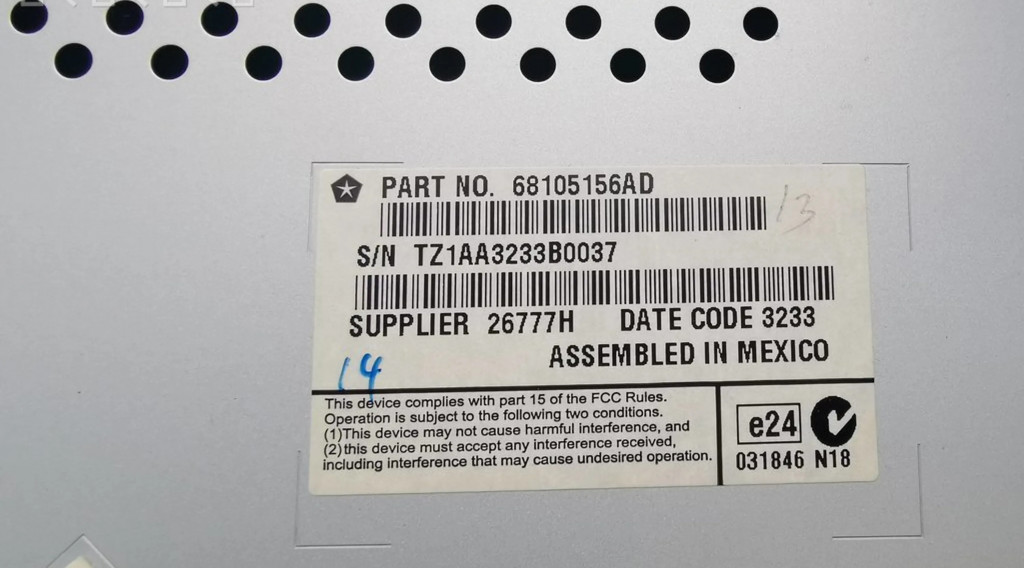 PART NO. 68105156AD
13
S/N TZ1AA3233B0037
SUPPLIER 26777H DATE CODE 3233
ASSEMBLED IN MEXICO
14
This device complies with part 15 of the FCC Rules.
Operation is subject to the following two conditions.
(1)This device may not cause harmful interference, and
(2)this device must accept any interference received,
including interference that may cause undesired operation.
e24
031846 N18